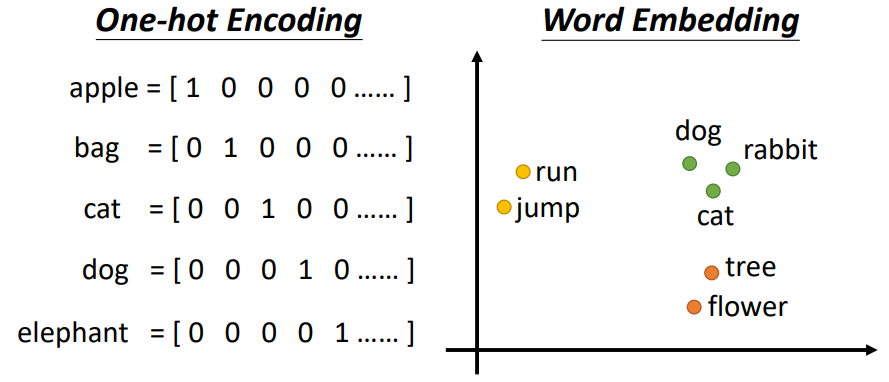 One-hot Encoding
apple = [ 1 0 0 0 0 ...... ]
bag = [ 0 1 0 0 0 ...... ]
cat = [ 0 0 1 0 0 ...... ]
dog = [ 0 0 0 1 0 ...... ]
elephant = [ 0 0 0 0 1 ...... ]
Word Embedding
dog
rabbit
run
cat
jump
tree
flower